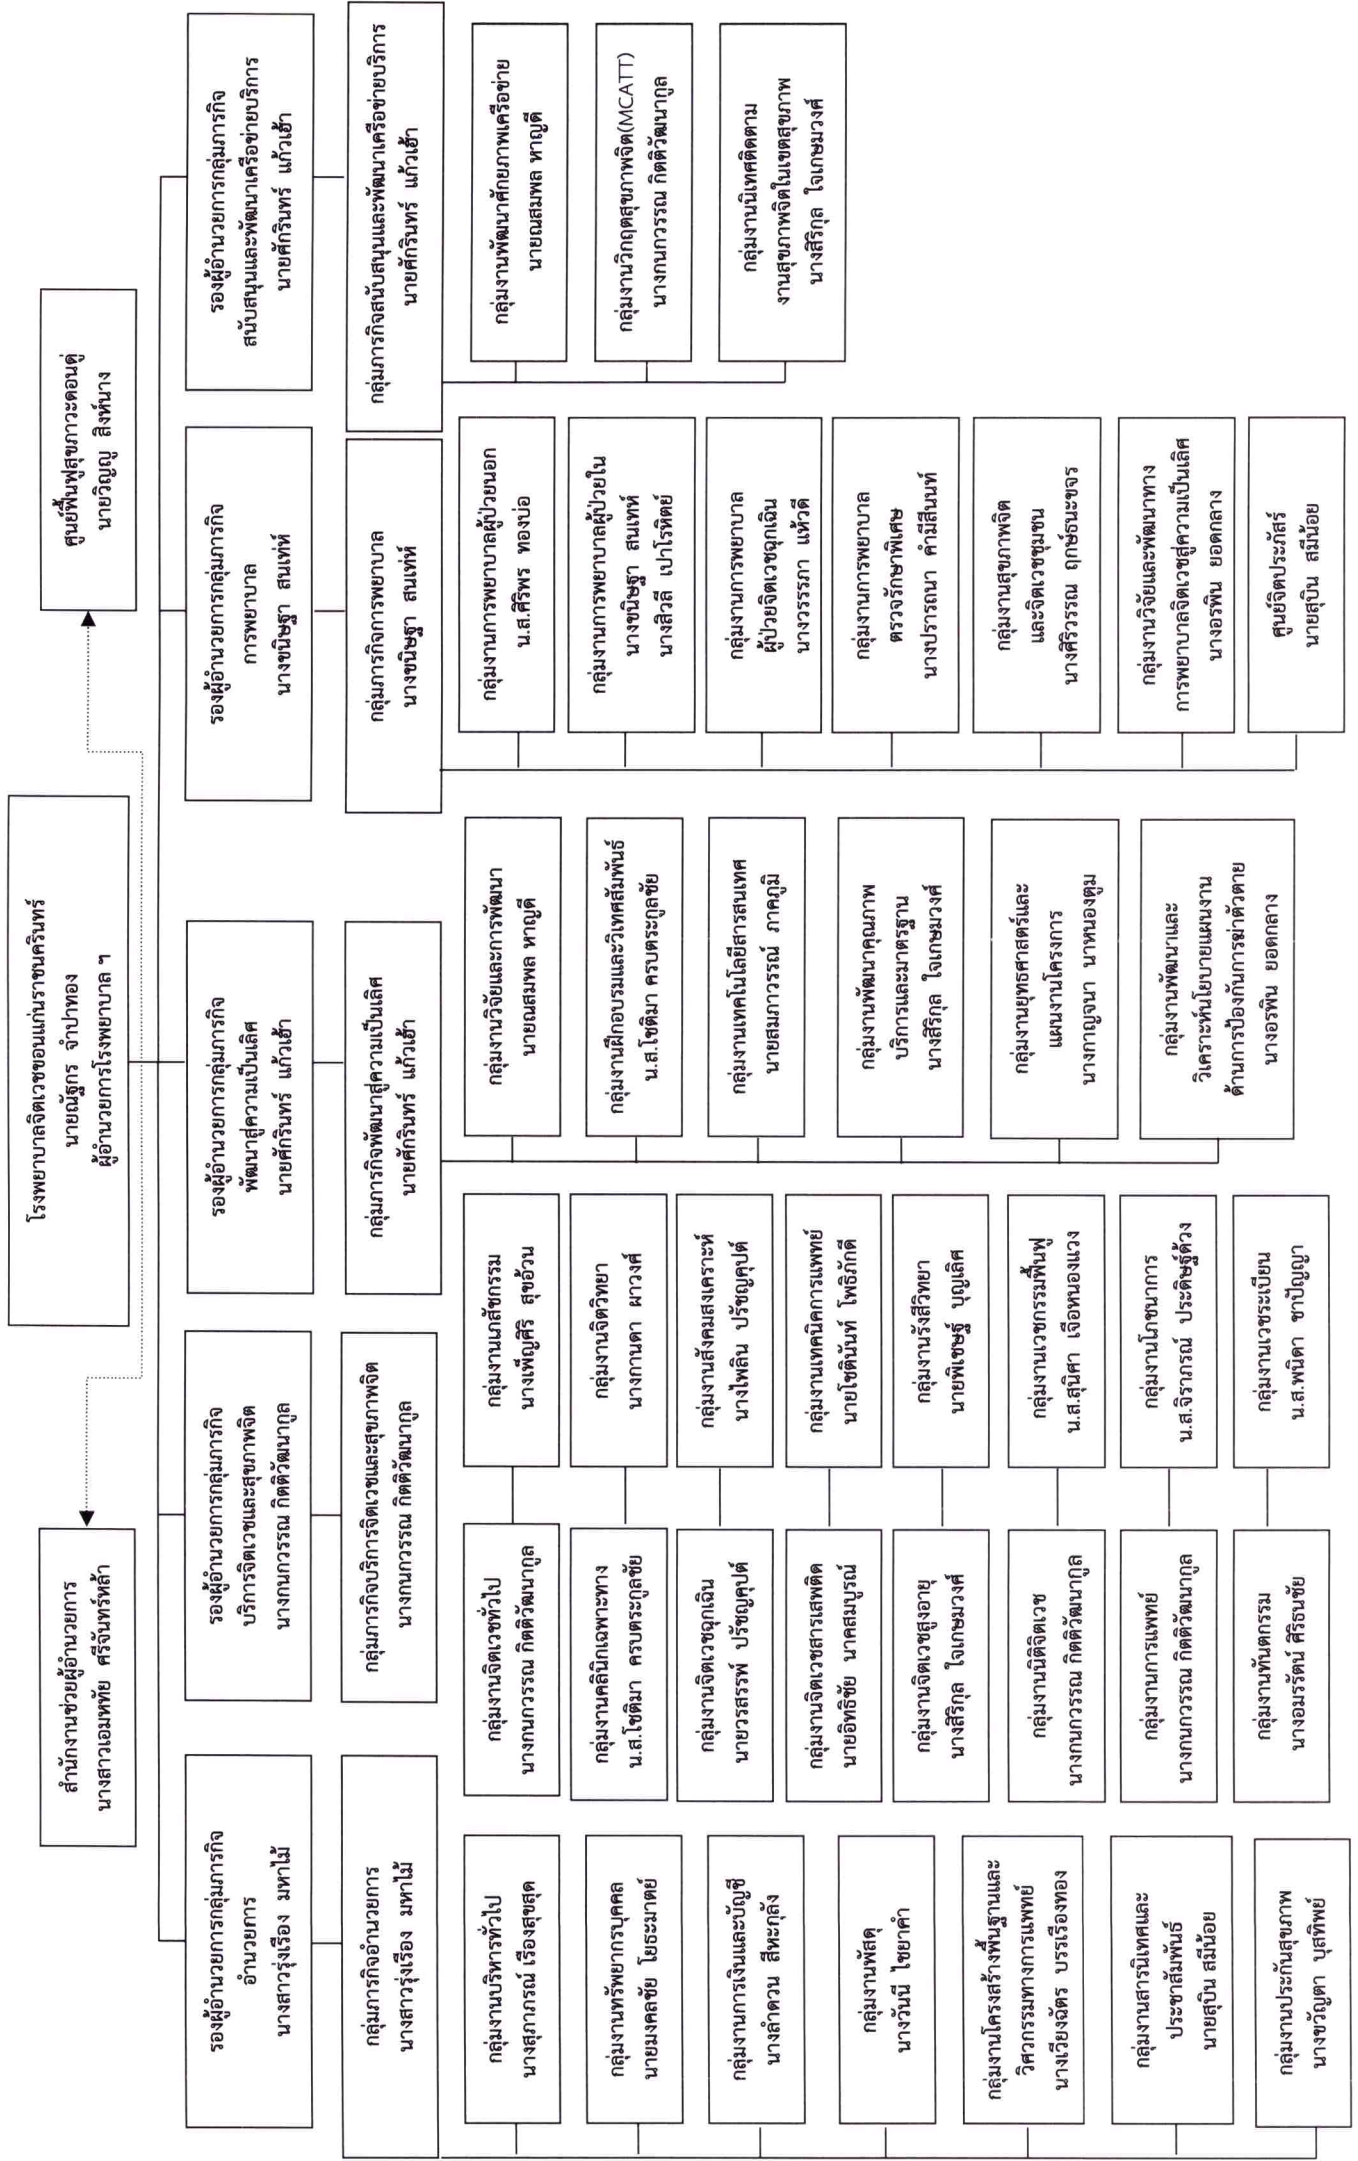 โรงพยาบาลจิตเวชขอนแก่นราชนครินทร์
นายณัฐกร จำปาทอง
ผู้อำนวยการโรงพยาบาล ฯ
สำนักงานช่วยผู้อำนวยการ
นางสาวเอมหทัย ศรีจันทร์หล้า
ศูนย์ฟื้นฟูสุขภาวะดอนดู่
นายวิญญู สิงห์นาง
รองผู้อำนวยการกลุ่มภารกิจ
อำนวยการ
นางสาวรุ่งเรือง มหาไม้
รองผู้อำนวยการกลุ่มภารกิจ
บริการจิตเวชและสุขภาพจิต
นางกนกวรรณ กิตติวัฒนากูล
รองผู้อำนวยการกลุ่มภารกิจ
พัฒนาสู่ความเป็นเลิศ
นายศักรินทร์ แก้วเฮ้า
รองผู้อำนวยการกลุ่มภารกิจ
การพยาบาล
นางขนิษฐา สนเท่ห์
รองผู้อำนวยการกลุ่มภารกิจ
สนับสนุนและพัฒนาเครือข่ายบริการ
นายศักรินทร์ แก้วเฮ้า
กลุ่มภารกิจอำนวยการ
นางสาวรุ่งเรือง มหาไม้
กลุ่มภารกิจบริการจิตเวชและสุขภาพจิต
นางกนกวรรณ กิตติวัฒนากูล
กลุ่มภารกิจพัฒนาสู่ความเป็นเลิศ
นายศักรินทร์ แก้วเฮ้า
กลุ่มภารกิจการพยาบาล
นางขนิษฐา สนเท่ห์
กลุ่มภารกิจสนับสนุนและพัฒนาเครือข่ายบริการ
นายศักรินทร์ แก้วเฮ้า
กลุ่มงานบริหารทั่วไป
นางสุภาภรณ์ เรืองสุขสุด
กลุ่มงานทรัพยากรบุคคล
นายมงคลชัย โยธะมาตย์
กลุ่มงานการเงินและบัญชี
นางลำดวน สีหะกุลัง
กลุ่มงานพัสดุ
นางวันนี ไชยาคำ
กลุ่มงานโครงสร้างพื้นฐานและ
วิศวกรรมทางการแพทย์
นางเวียงฉัตร บรรเรืองทอง
กลุ่มงานสารนิเทศและ
ประชาสัมพันธ์
นายสุบิน สมีน้อย
กลุ่มงานประกันสุขภาพ
นางขวัญตา บุสทิพย์
กลุ่มงานจิตเวชทั่วไป
นางกนกวรรณ กิตติวัฒนากูล
กลุ่มงานคลินิกเฉพาะทาง
น.ส.โชติมา ครบตระกูลชัย
กลุ่มงานจิตเวชฉุกเฉิน
นายวรสรรพ์ ปรัชญคุปต์
กลุ่มงานจิตเวชสารเสพติด
นายอิทธิชัย นาคสมบูรณ์
กลุ่มงานจิตเวชสูงอายุ
นางสิริกุล ใจเกษมวงศ์
กลุ่มงานนิติจิตเวช
นางกนกวรรณ กิตติวัฒนากูล
กลุ่มงานการแพทย์
นางกนกวรรณ กิตติวัฒนากูล
กลุ่มงานทันตกรรม
นางอมรรัตน์ ศิริธนชัย
กลุ่มงานเภสัชกรรม
นางเพ็ญศิริ สุขอ้วน
กลุ่มงานจิตวิทยา
นางกานดา ผาวงศ์
กลุ่มงานสังคมสงเคราะห์
นางไพลิน ปรัชญคุปต์
กลุ่มงานเทคนิคการแพทย์
นายโชตินันท์ โพธิภักดี
กลุ่มงานรังสีวิทยา
นายพิเชษฐ์ บุญเลิศ
กลุ่มงานเวชกรรมฟื้นฟู
น.ส.สุนิศา เจือหนองแวง
กลุ่มงานโภชนาการ
น.ส.จิราภรณ์ ประดิษฐ์ด้วง
กลุ่มงานเวชระเบียน
น.ส.พนิดา ชาปัญญา
กลุ่มงานวิจัยและการพัฒนา
นายณสมพล หาญดี
กลุ่มงานฝึกอบรมและวิเทศสัมพันธ์
น.ส.โชติมา ครบตระกูลชัย
กลุ่มงานเทคโนโลยีสารสนเทศ
นายสมภาวรรณ์ ภาคภูมิ
กลุ่มงานพัฒนาคุณภาพ
บริการและมาตรฐาน
นางสิริกุล ใจเกษมวงศ์
กลุ่มงานยุทธศาสตร์และ
แผนงานโครงการ
นางกาญจนา นาหนองตูม
กลุ่มงานพัฒนาและ
วิเคราะห์นโยบายแผนงาน
ด้านการป้องกันการฆ่าตัวตาย
นางอรพิน ยอดกลาง
กลุ่มงานการพยาบาลผู้ป่วยนอก
น.ส.ศิริพร ทองบ่อ
กลุ่มงานการพยาบาลผู้ป่วยใน
นางขนิษฐา สนเทห์
นางสิวลี เปาโรหิตย์
กลุ่มงานการพยาบาล
ผู้ป่วยจิตเวชฉุกเฉิน
นางวรรรภา แห้วดี
กลุ่มงานการพยาบาล
ตรวจรักษาพิเศษ
นางปรารถนา คำมีสีนนท์
กลุ่มงานสุขภาพจิต
และจิตเวชชุมชน
นางศิริวรรณ ฤกษ์ธนะขจร
กลุ่มงานวิจัยและพัฒนาทาง
การพยาบาลจิตเวชสู่ความเป็นเลิศ
นางอรพิน ยอดกลาง
ศูนย์จิตประภัสร์
นายสุบิน สมีน้อย
กลุ่มงานพัฒนาศักยภาพเครือข่าย
นายณสมพล หาญดี
กลุ่มงานวิกฤตสุขภาพจิต(MCATT)
นางกนกวรรณ กิตติวัฒนากูล
กลุ่มงานนิเทศติดตาม
งานสุขภาพจิตในเขตสุขภาพ
นางสิริกุล ใจเกษมวงศ์